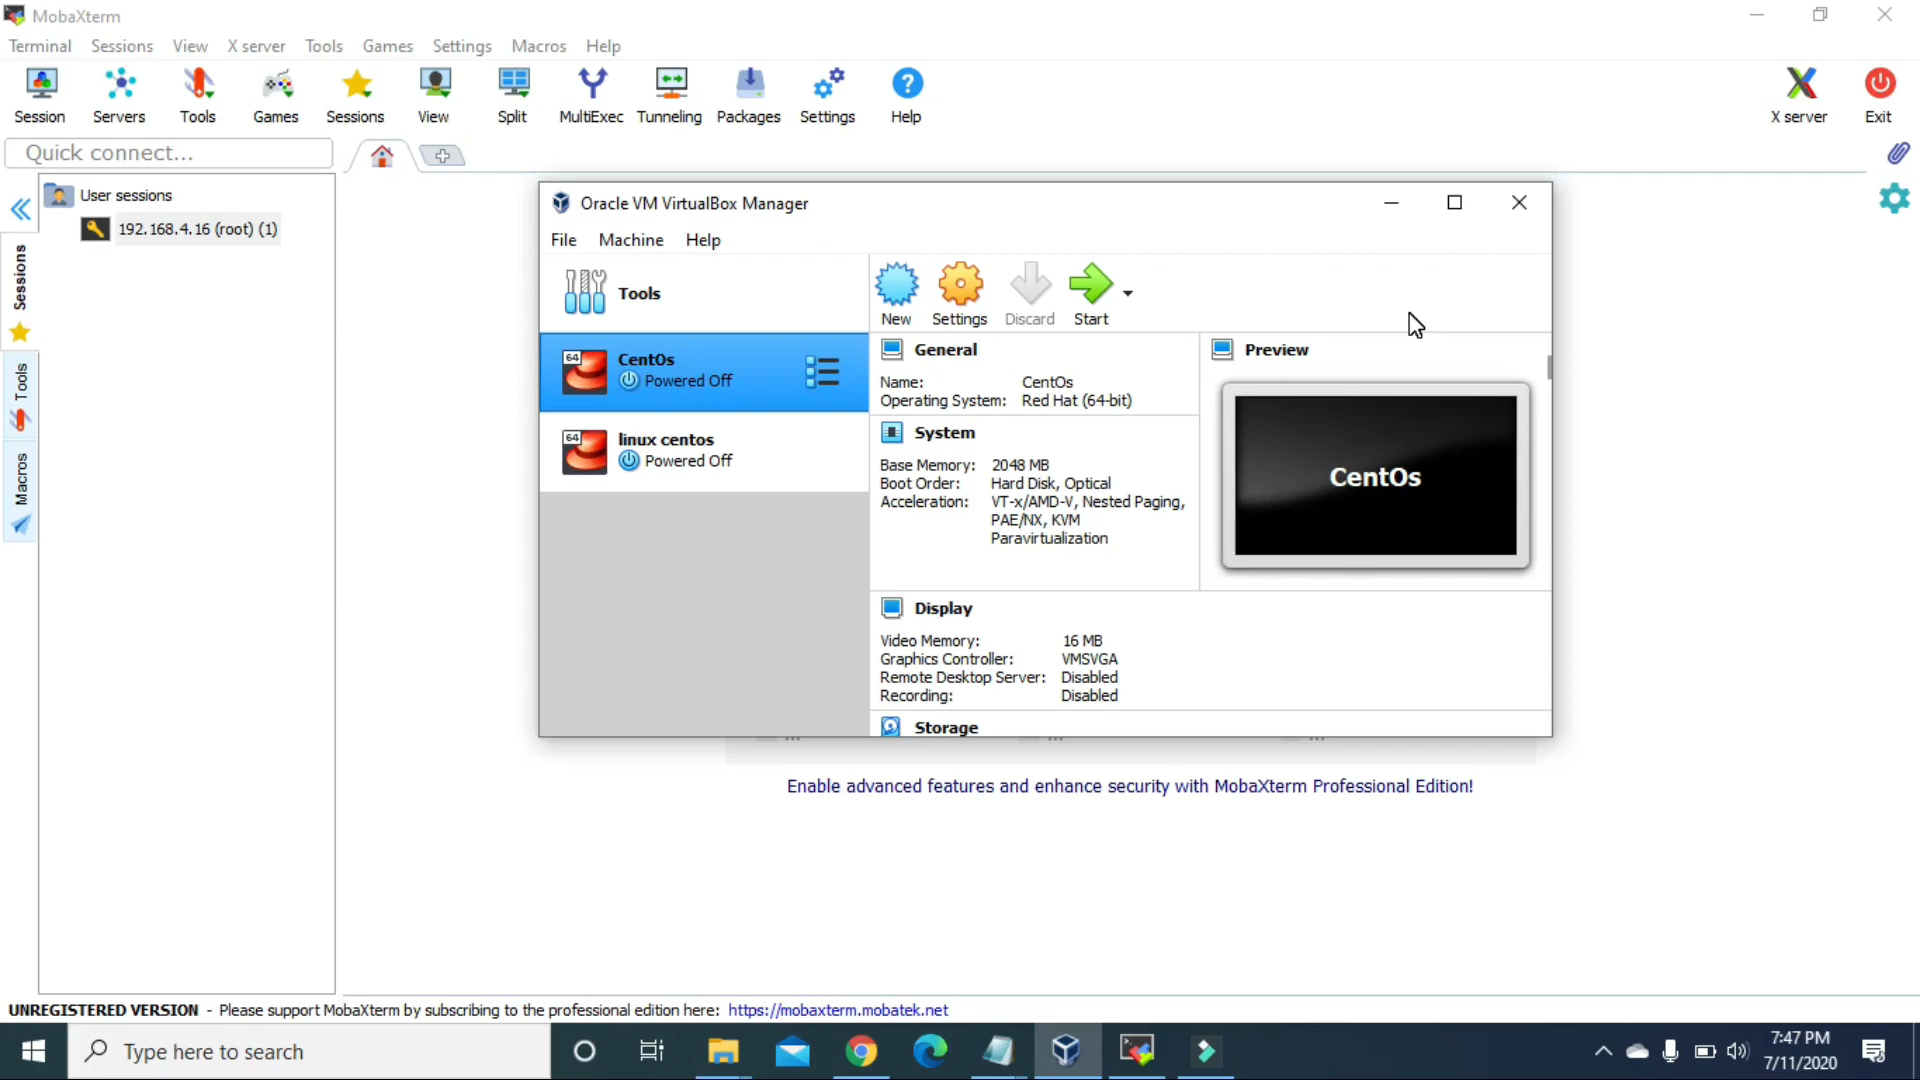 MobaXterm
Terminal Sessions View X server Tools Games Settings Macros Help
Session Servers Tools Games Sessions View Split MultiExec Tunneling Packages Settings Help X server Exit
Quick connect...
User sessions
192.168.4.16 (root) (1)
Sessions
Tools
Macros
Oracle VM VirtualBox Manager
File Machine Help
Tools
New Settings Discard Start
64
CentOs
Powered Off
64
linux centos
Powered Off
General
Name: CentOs
Operating System: Red Hat (64-bit)
System
Base Memory: 2048 MB
Boot Order: Hard Disk, Optical
Acceleration: VT-x/AMD-V, Nested Paging,
PAE/NX, KVM
Paravirtualization
Preview
CentOs
Display
Video Memory: 16 MB
Graphics Controller: VMSVGA
Remote Desktop Server: Disabled
Recording: Disabled
Storage
Enable advanced features and enhance security with MobaXterm Professional Edition!
UNREGISTERED VERSION - Please support MobaXterm by subscribing to the professional edition here: https://mobaxterm.mobatek.net
Type here to search
7:47 PM
7/11/2020